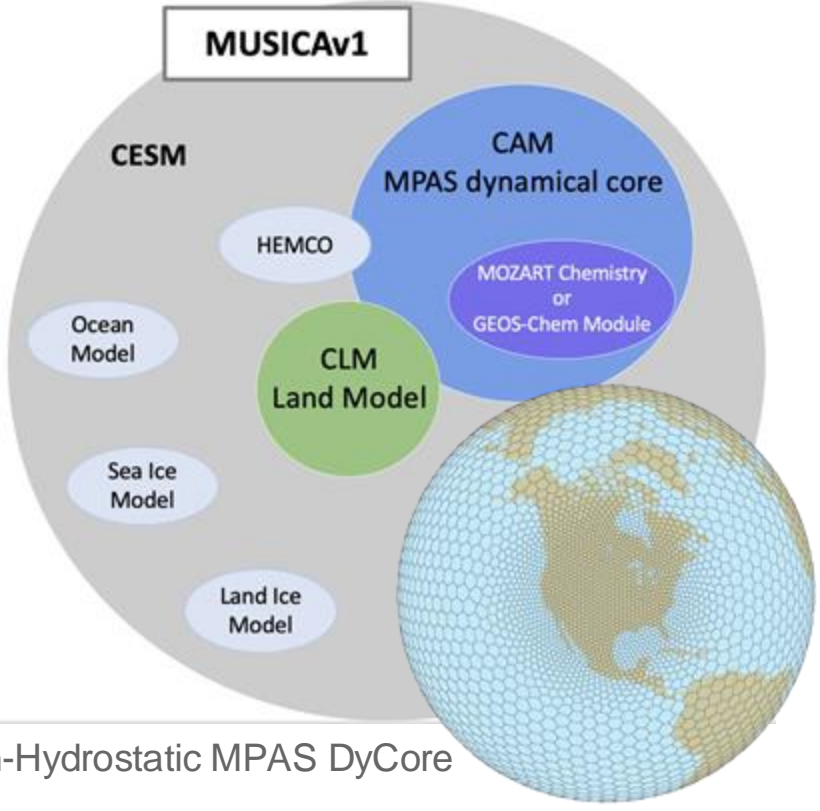 MUSICAv1
CESM
CAM
MPAS dynamical core
HEMCO
MOZART Chemistry
or
GEOS-Chem Module
Ocean
Model
CLM
Land Model
Sea Ice
Model
Land Ice
Model
-Hydrostatic MPAS DyCore